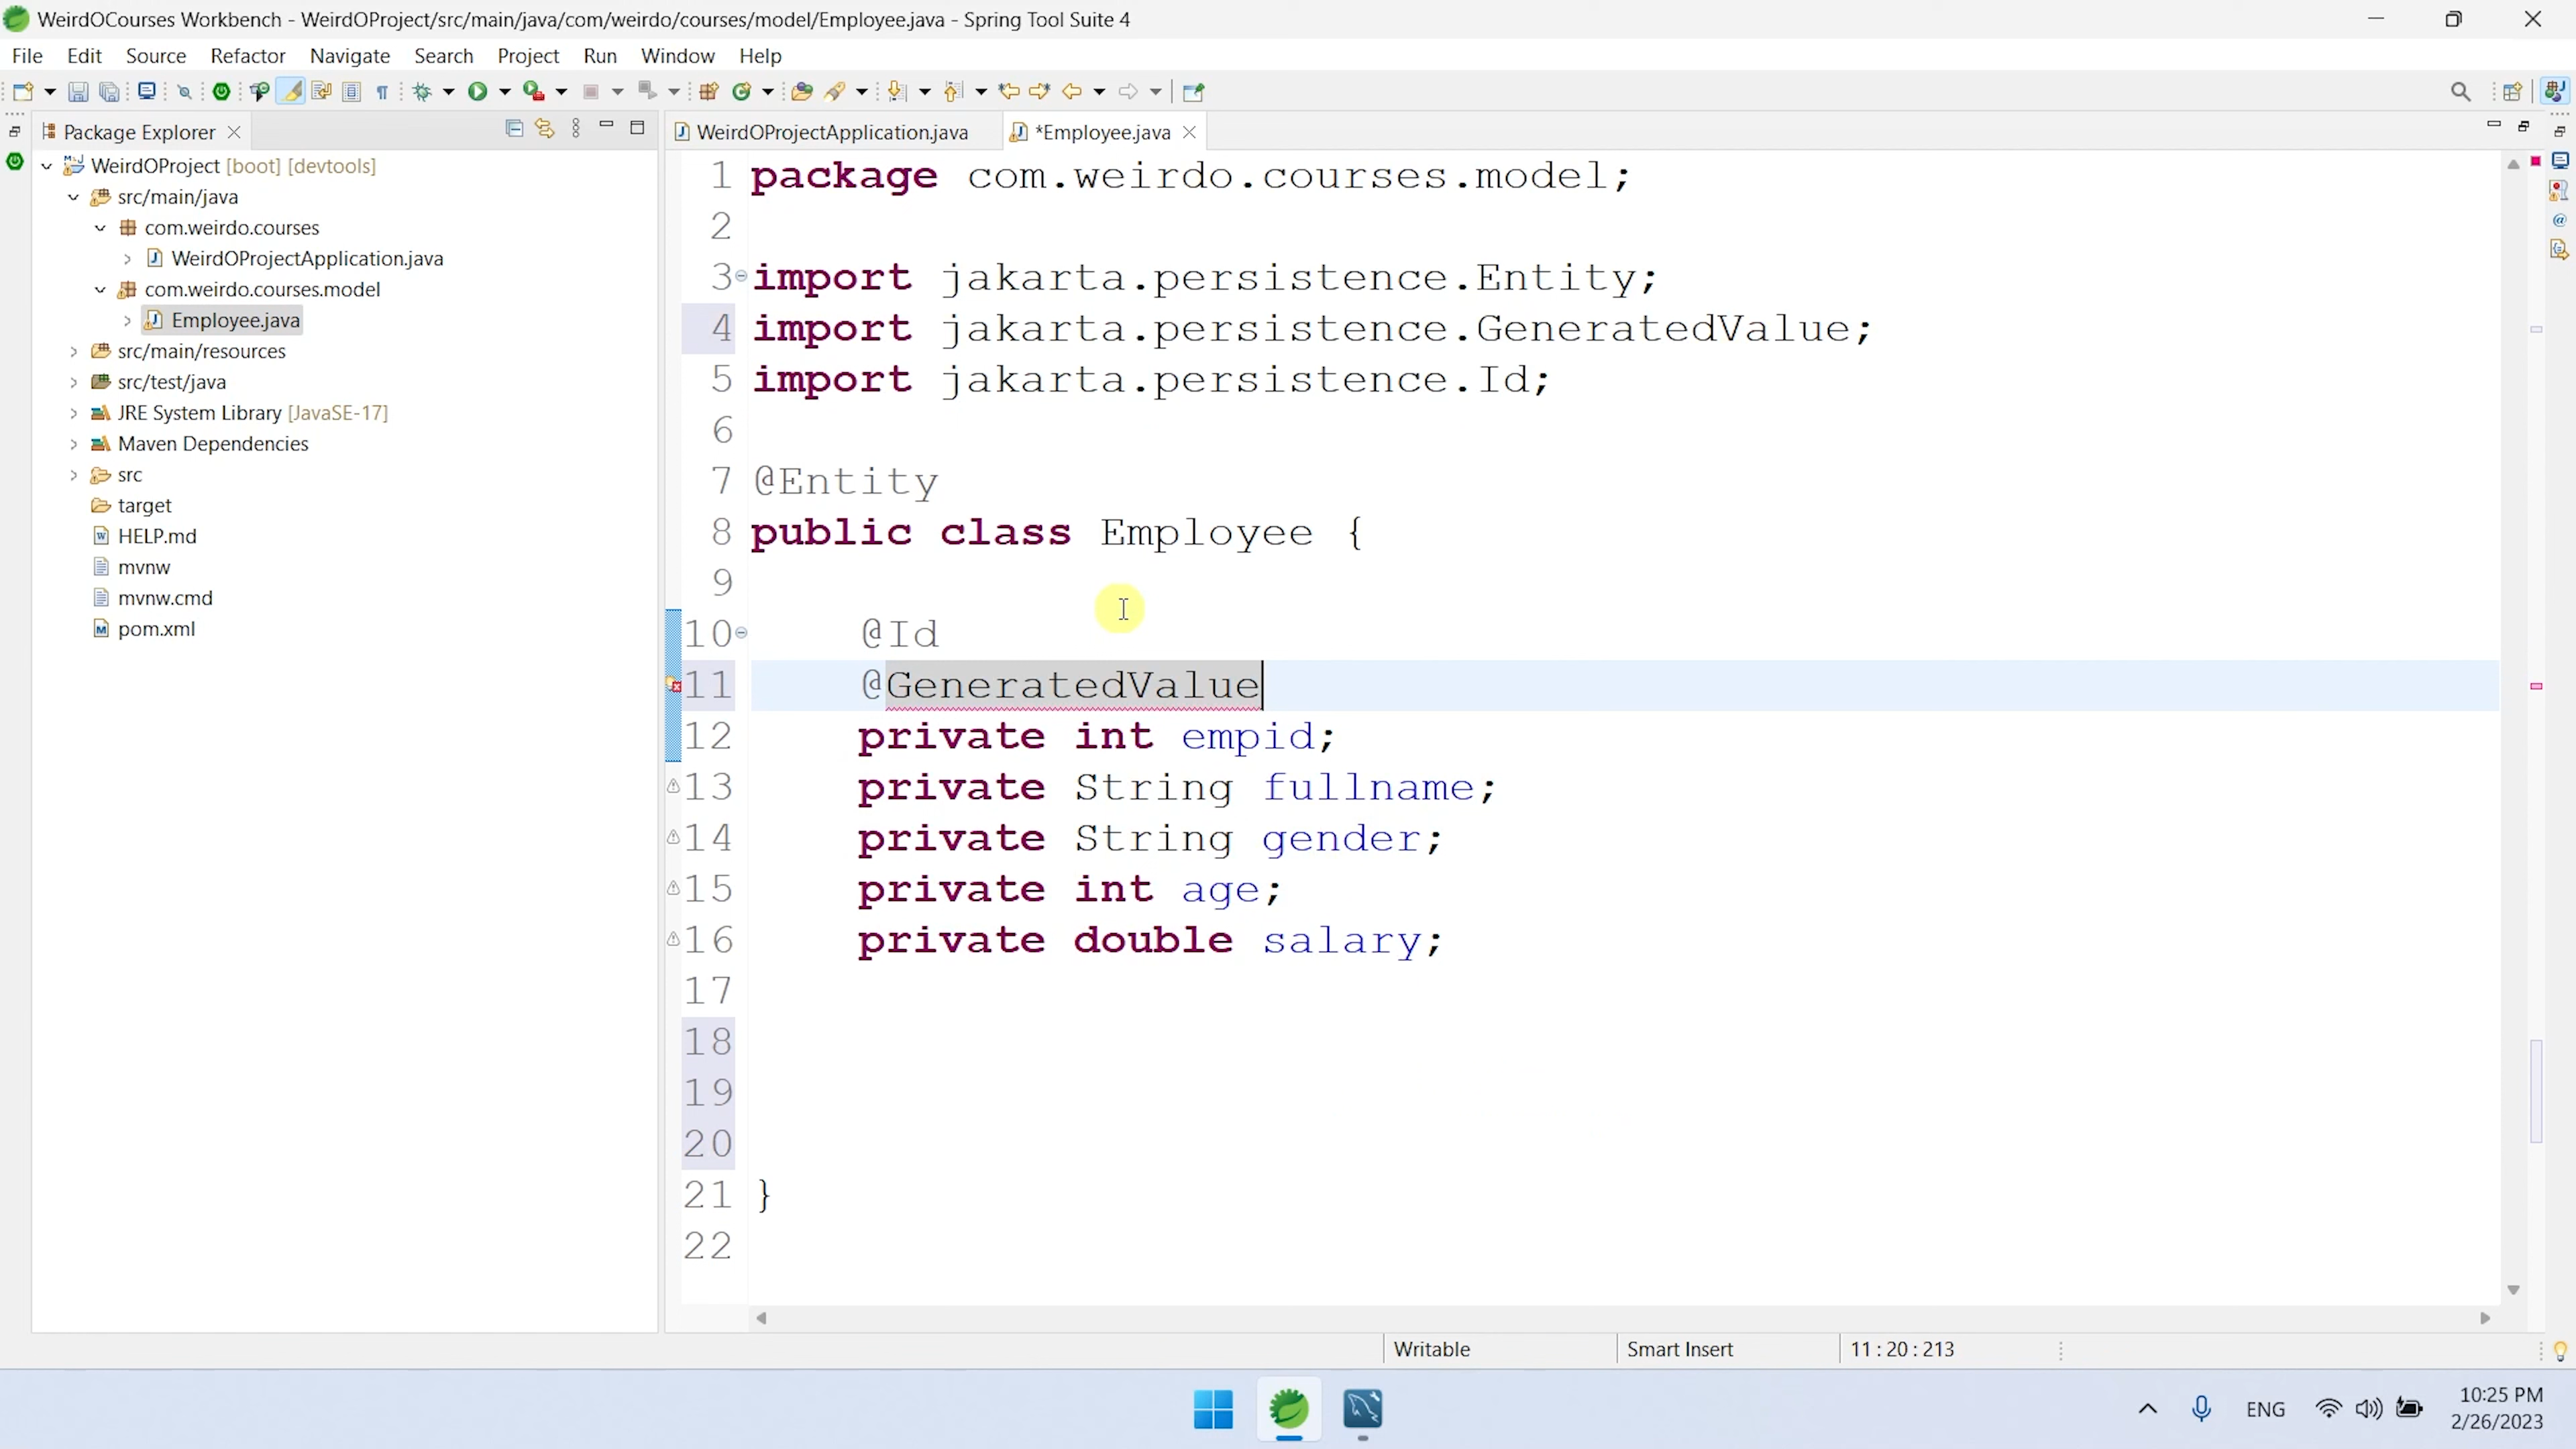 WeirdOCourses Workbench - WeirdOProject/src/main/java/com/weirdo/courses/model/Employee.java - Spring Tool Suite 4
File Edit Source Refactor Navigate Search Project Run Window Help
Package Explorer
WeirdOProject [boot] [devtools]
src/main/java
com.weirdo.courses
WeirdOProjectApplication.java
com.weirdo.courses.model
Employee.java
src/main/resources
src/test/java
JRE System Library [JavaSE-17]
Maven Dependencies
src
target
HELP.md
mvnw
mvnw.cmd
pom.xml
WeirdOProjectApplication.java *Employee.java
1 package com.weirdo.courses.model;
2
3 import jakarta.persistence.Entity;
4 import jakarta.persistence.GeneratedValue;
5 import jakarta.persistence.Id;
6
7 @Entity
8 public class Employee {
9
10 @Id
11 @GeneratedValue
12 private int empid;
13 private String fullname;
14 private String gender;
15 private int age;
16 private double salary;
17
18
19
20
21 }
22
Writable Smart Insert 11 : 20 : 213
ENG
10:25 PM
2/26/2023